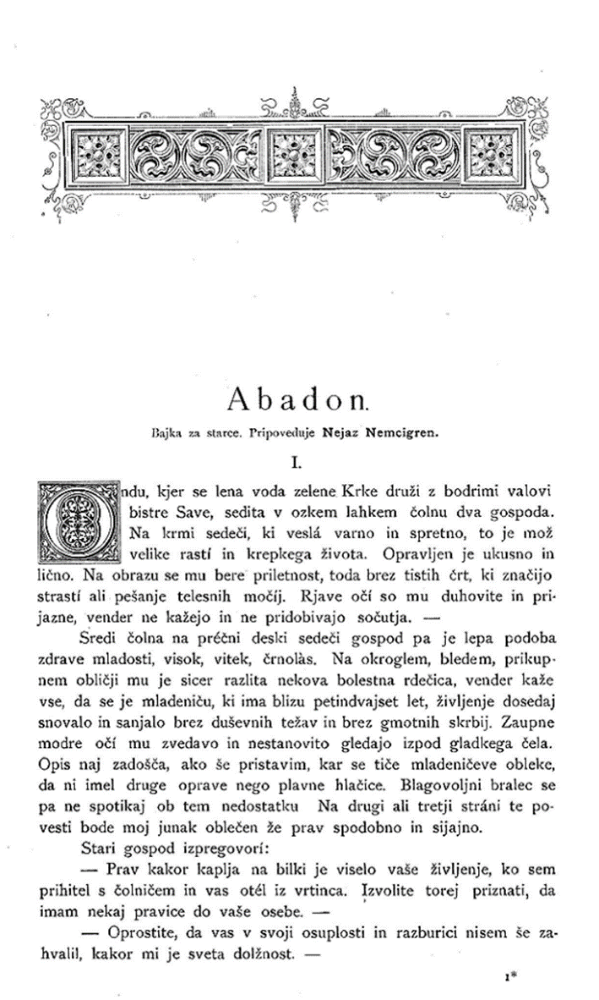 Abadon.
Bajka za starce. Pripoveduje Nejaz Nemcigren.
I.
Ondu, kjer se lena voda zelene Krke druži z bodrimi valovi
bistre Save, sedita v ozkem lahkem čolnu dva gospoda.
Na krmi sedeči, ki veslá varno in spretno, to je mož
velike rastí in krepkega života. Opravljen je ukusno in
lično. Na obrazu se mu bere priletnost, toda brez tistih črt, ki značijo
strastí ali pešanje telesnih močíj. Rjave očí so mu duhovite in pri-
jazne, vender ne kažejo in ne pridobivajo sočutja. —
Sredi čolna na préčni deski sedeči gospod pa je lepa podoba
zdrave mladosti, visok, vitek, črnolàs. Na okroglem, bledem, prikup-
nem obličji mu je sicer razlita nekova bolestna rdečica, vender kaže
vse, da se je mladeniču, ki ima blizu petindvajset let, življenje dosedaj
snovalo in sanjalo brez duševnih težav in brez gmotnih skrbij. Zaupne
modre očí mu zvedavo in nestanovito gledajo izpod gladkega čela.
Opis naj zadošča, ako še pristavim, kar se tiče mladeničeve obleke,
da ni imel druge oprave nego plavne hlačice. Blagovoljni bralec se
pa ne spotikaj ob tem nedostatku Na drugi ali tretji stráni te po-
vesti bode moj junak oblečen že prav spodobno in sijajno.
Stari gospod izpregovorí:
— Prav kakor kaplja na bilki je viselo vaše življenje, ko sem
prihitel s čolničem in vas otél iz vrtinca. Izvolite torej priznati, da
imam nekaj pravice do vaše osebe. —
— Oprostite, da vas v svoji osuplosti in razburici nisem še za-
hvalil, kakor mi je sveta dolžnost. —
1*